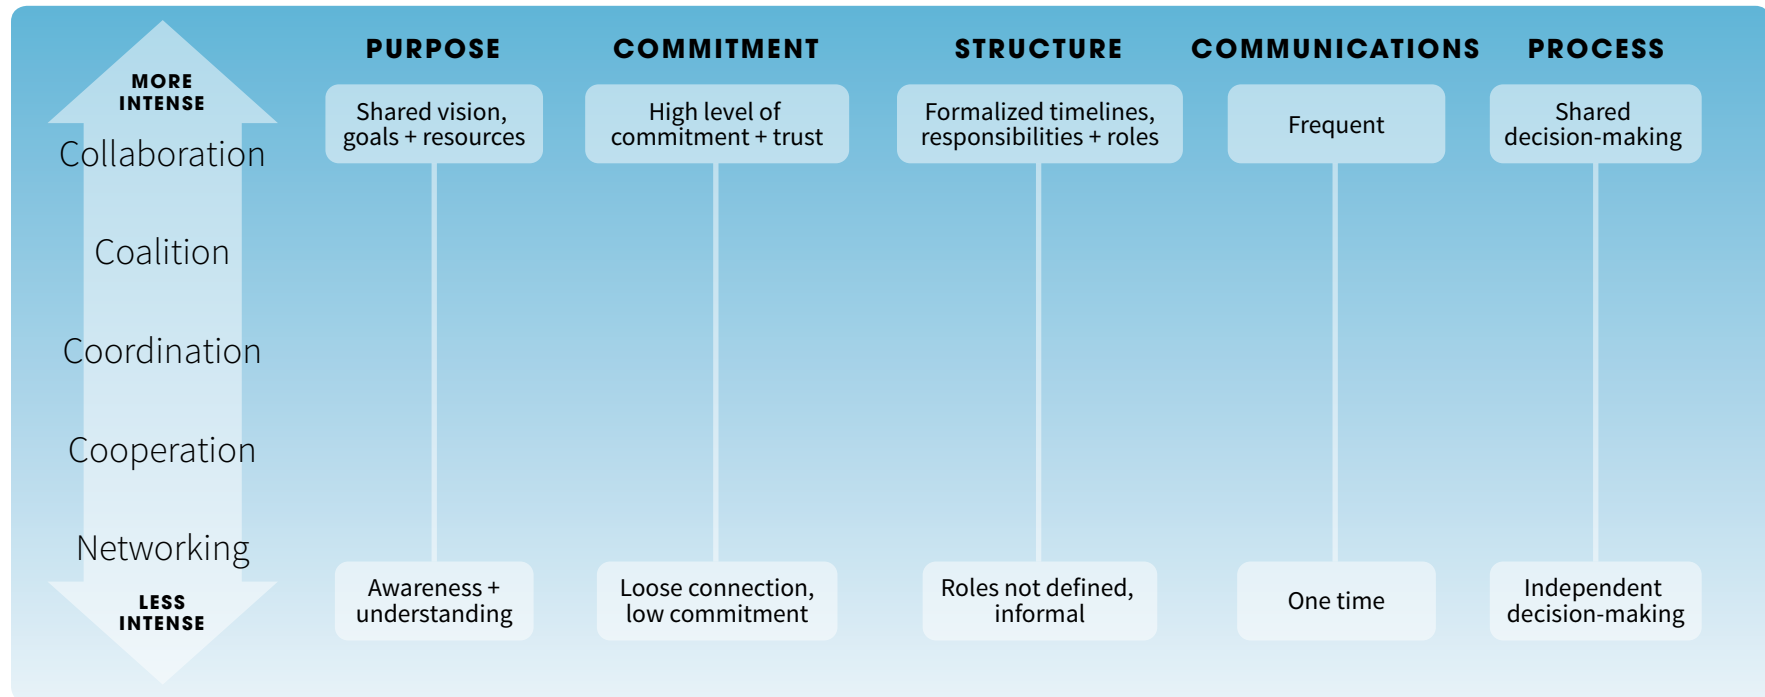 PURPOSE
COMMITMENT
STRUCTURE
COMMUNICATIONS
PROCESS
MORE
INTENSE
Shared vision,
goals + resources
High level of
commitment + trust
Formalized timelines,
responsibilities + roles
Frequent
Shared
decision-making
Collaboration
Coalition
Coordination
Cooperation
Networking
LESS
INTENSE
Awareness +
understanding
Loose connection,
low commitment
Roles not defined,
informal
One time
Independent
decision-making